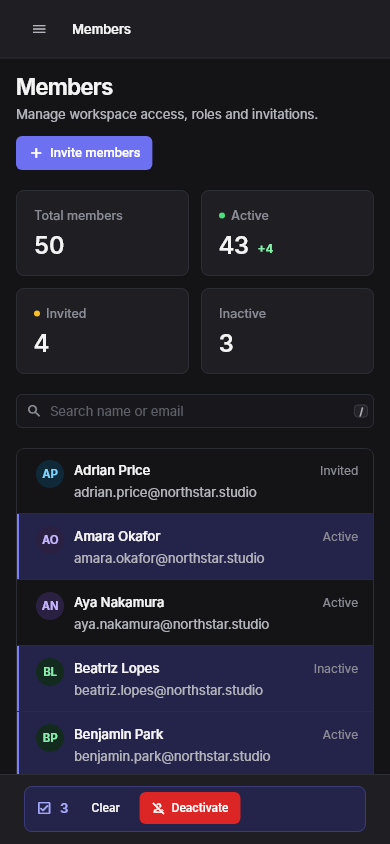 Members
Members
Manage workspace access, roles and invitations.
Invite members
Total members
50
Active
43 +4
Invited
4
Inactive
3
Search name or email /
AP Adrian Price Invited
adrian.price@northstar.studio
AO Amara Okafor Active
amara.okafor@northstar.studio
AN Aya Nakamura Active
aya.nakamura@northstar.studio
BL Beatriz Lopes Inactive
beatriz.lopes@northstar.studio
BP Benjamin Park Active
benjamin.park@northstar.studio
3 Clear Deactivate